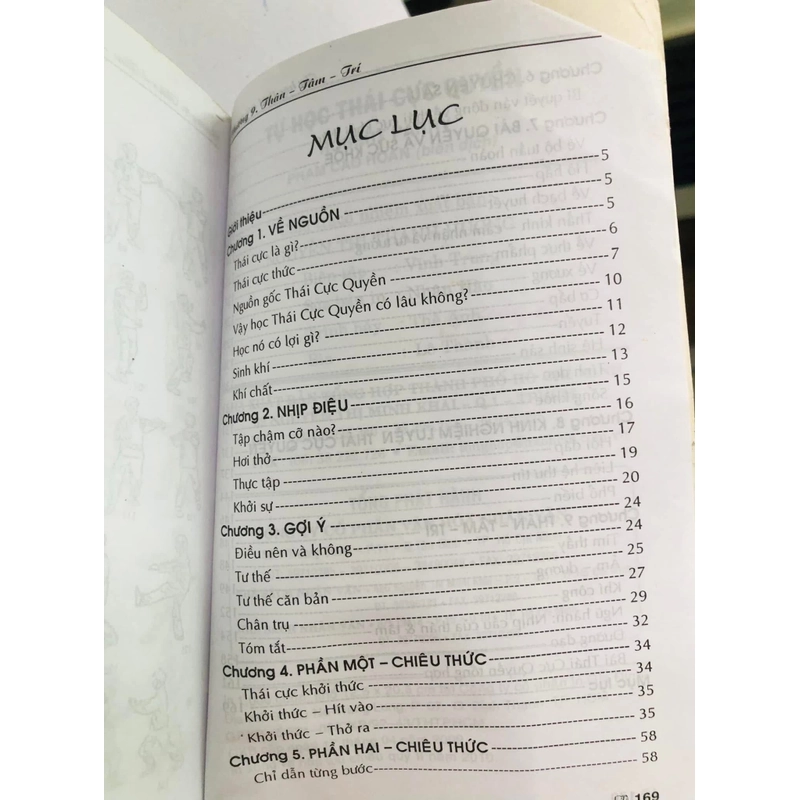 Chương 9. Thân – Tâm – Trí
MỤC LỤC
Giới thiệu 5
Chương 1. VỀ NGUỒN 5
Thái cực là gì? 5
Thái cực thức 6
Nguồn gốc Thái Cực Quyền 7
Vậy học Thái Cực Quyền có lâu không? 10
Học nó có lợi gì? 11
Sinh khí 12
Khí chất 13
Chương 2. NHỊP ĐIỆU 15
Tập chậm cỡ nào? 16
Hơi thở 17
Thực tập 19
Khởi sự 20
Chương 3. GỢI Ý 24
Điều nên và không 24
Tư thế 25
Tư thế căn bản 27
Chân trụ 29
Tóm tắt 32
Chương 4. PHẦN MỘT – CHIÊU THỨC 34
Thái cực khởi thức 34
Khởi thức – Hít vào 35
Khởi thức – Thở ra 35
Chương 5. PHẦN HAI – CHIÊU THỨC 58
Chỉ dẫn từng bước 58
169